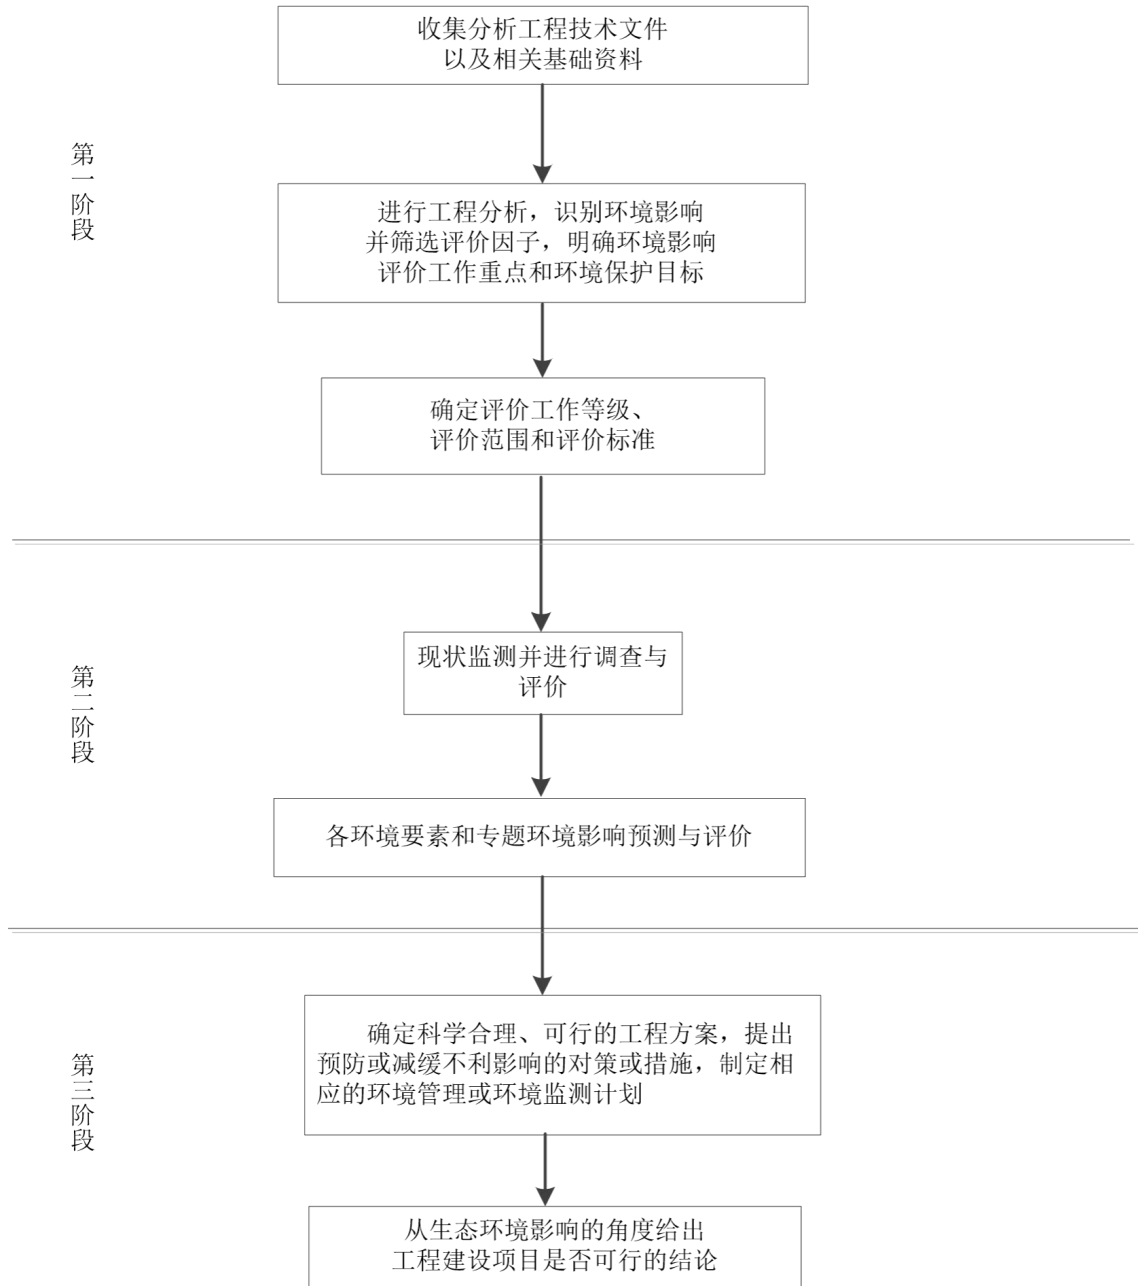 收集分析工程技术文件
以及相关基础资料
第一阶段
进行工程分析，识别环境影响
并筛选评价因子，明确环境影响
评价工作重点和环境保护目标
确定评价工作等级、
评价范围和评价标准
第二阶段
现状监测并进行调查与
评价
各环境要素和专题环境影响预测与评价
第三阶段
确定科学合理、可行的工程方案，提出
预防或减缓不利影响的对策或措施，制定相
应的环境管理或环境监测计划
从生态环境影响的角度给出
工程建设项目是否可行的结论